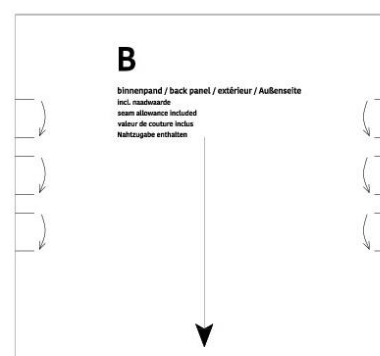 B
binnenpand / back panel / extérieur / Außenseite
incl. naadwaarde
seam allowance included
valeur de couture inclus
Nahtzugabe enthalten